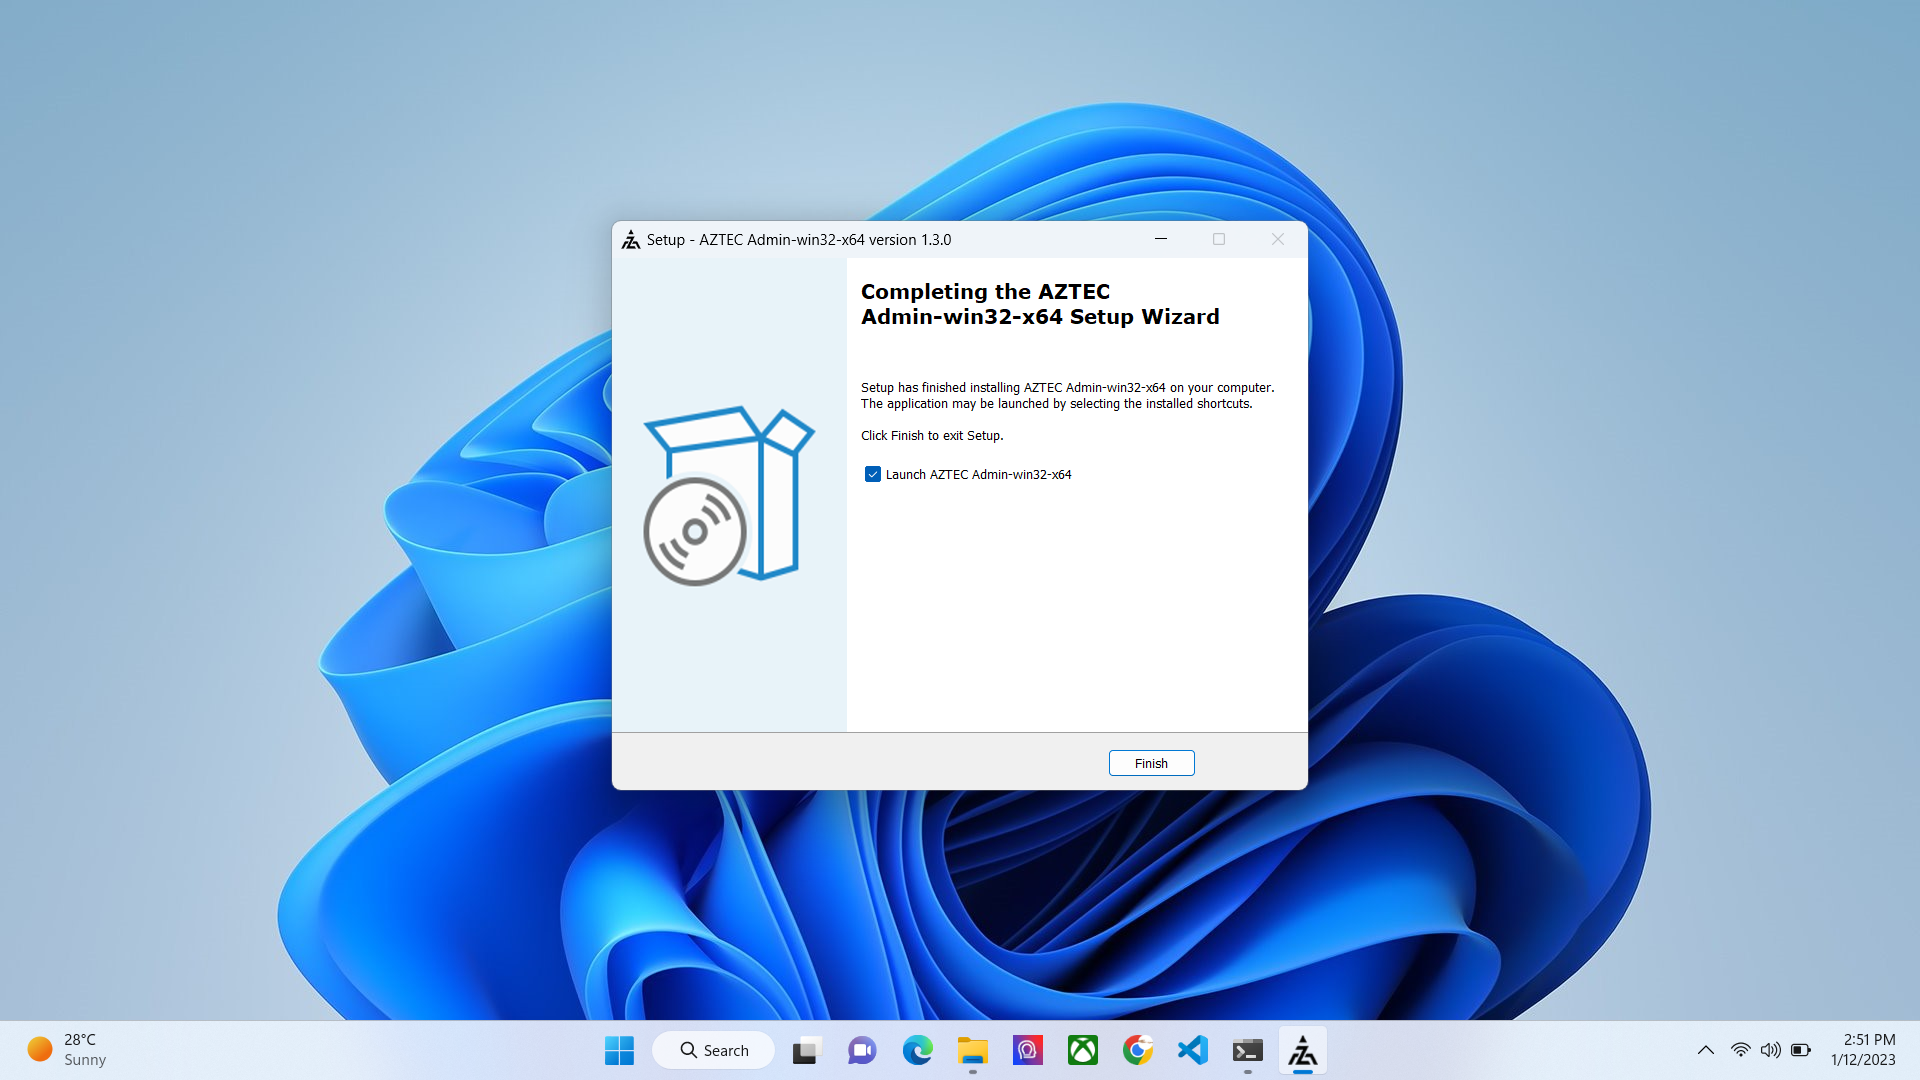 Setup - AZTEC Admin-win32-x64 version 1.3.0
Completing the AZTEC
Admin-win32-x64 Setup Wizard
Setup has finished installing AZTEC Admin-win32-x64 on your computer.
The application may be launched by selecting the installed shortcuts.
Click Finish to exit Setup.
Launch AZTEC Admin-win32-x64
Finish
28°C
Sunny
Search
2:51 PM
1/12/2023